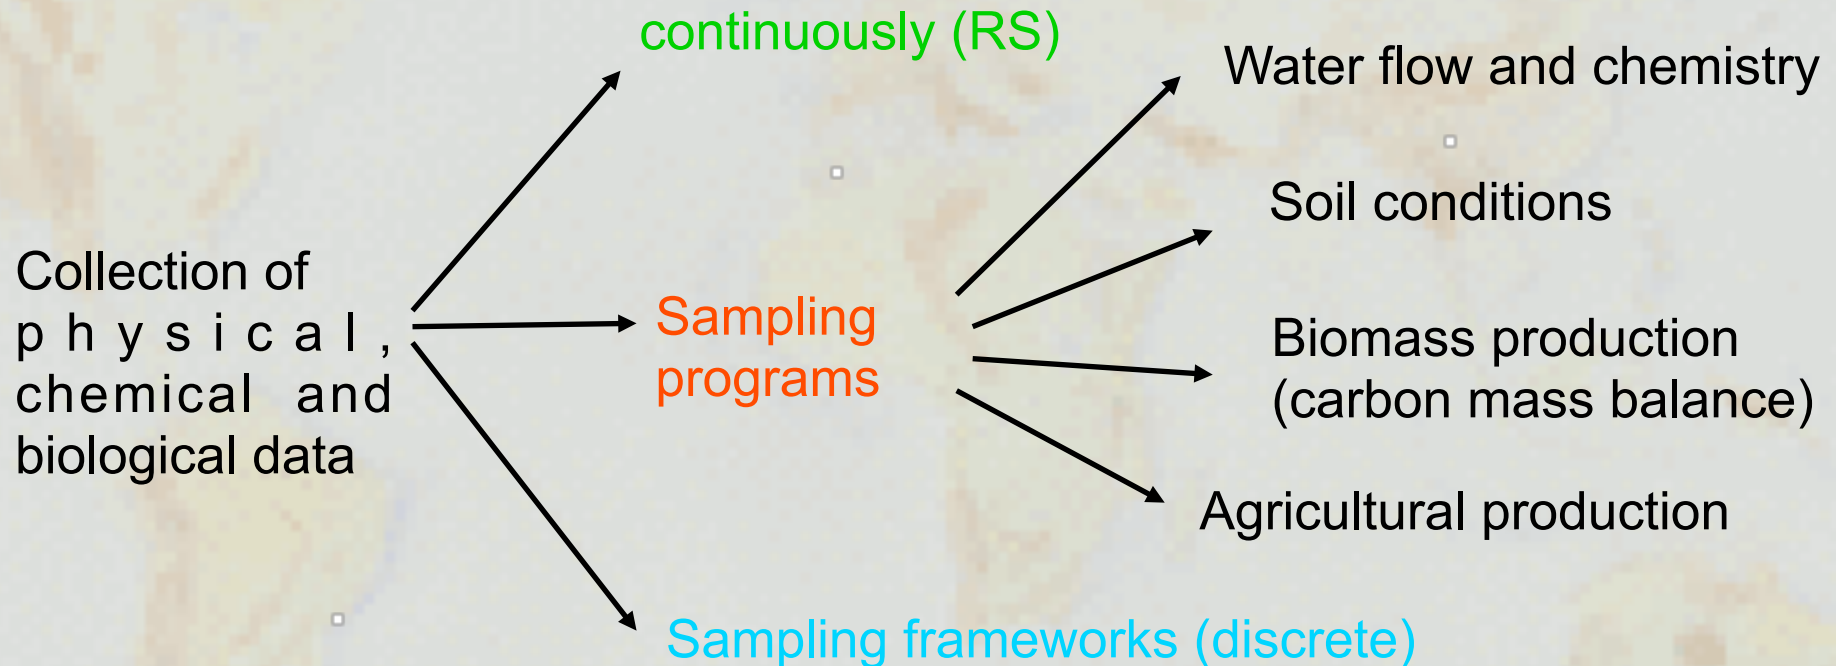 Collection of
physical,
chemical and
biological data
continuously (RS)
Sampling
programs
Sampling frameworks (discrete)
Water flow and chemistry
Soil conditions
Biomass production
(carbon mass balance)
Agricultural production